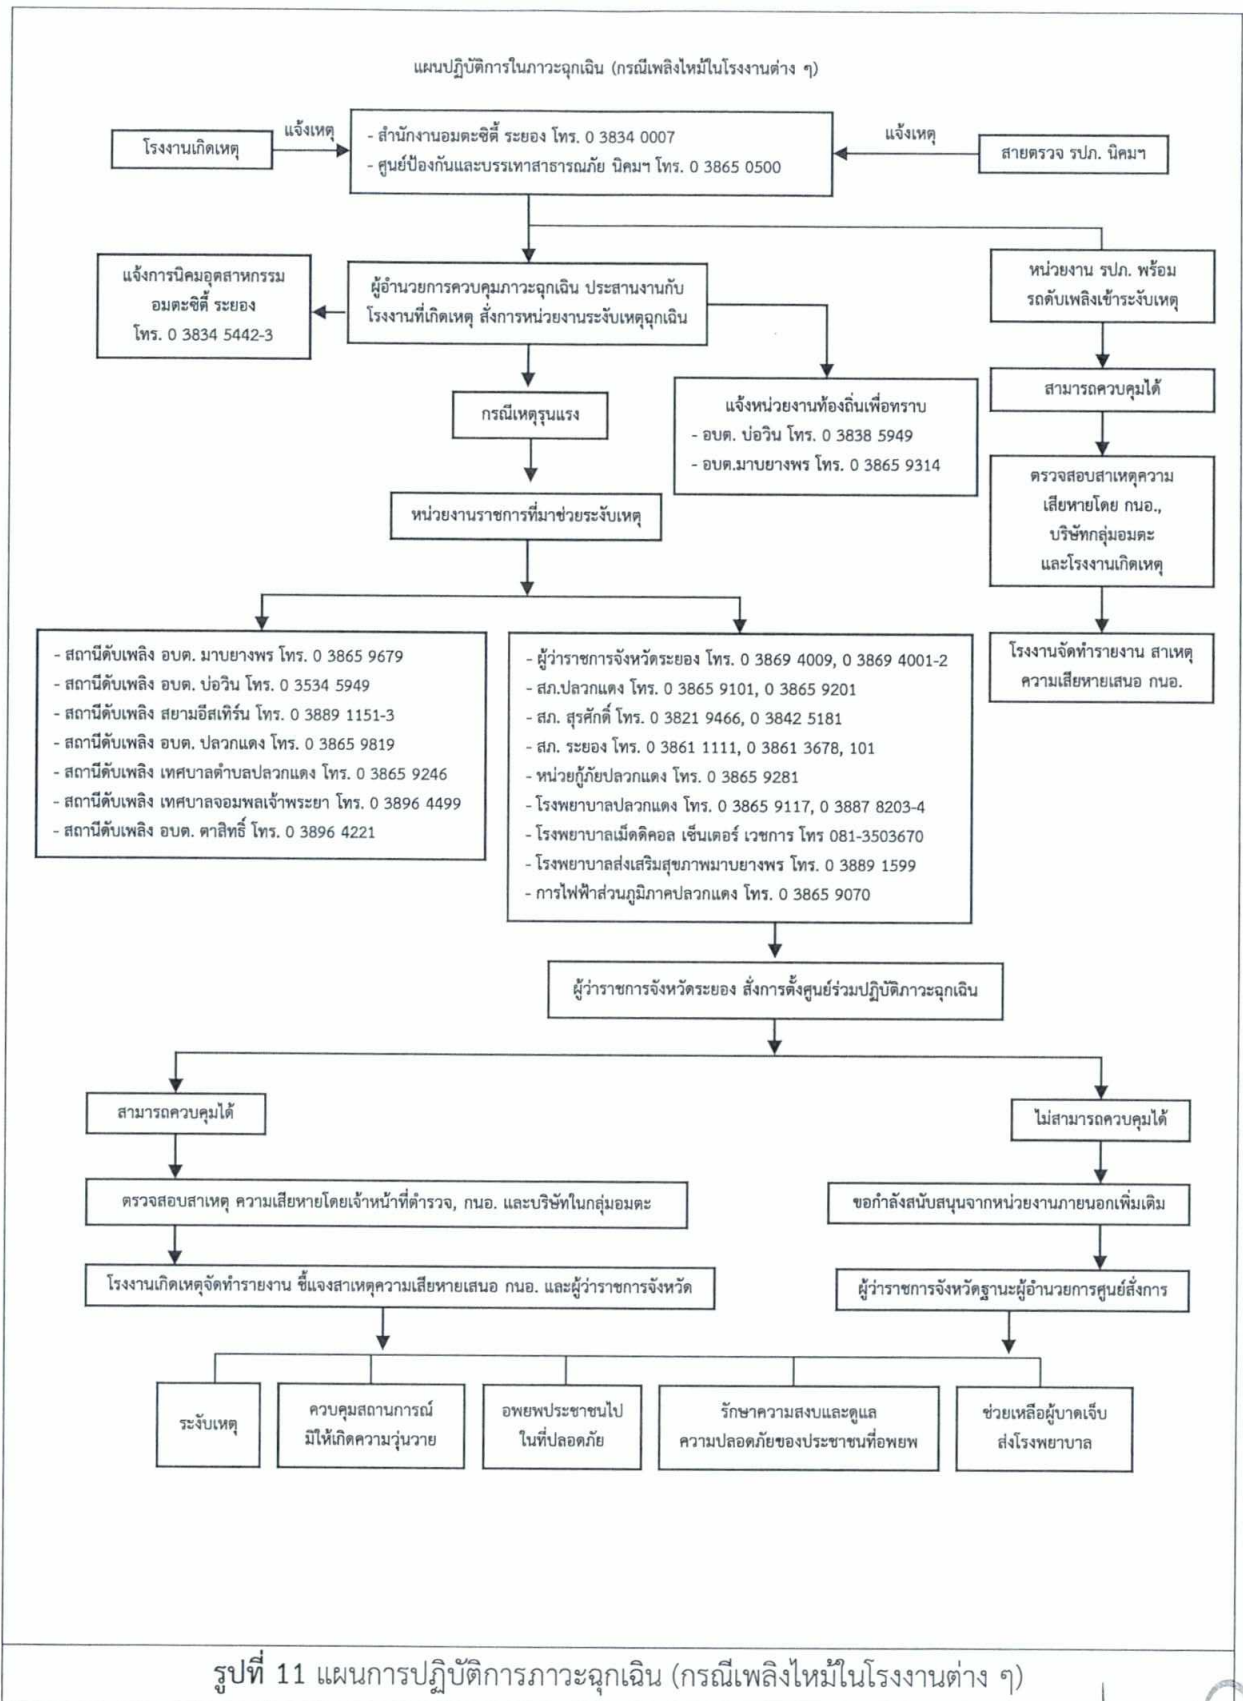 แผนปฏิบัติการในภาวะฉุกเฉิน (กรณีเพลิงไหม้ในโรงงานต่าง ๆ)
โรงงานเกิดเหตุ
แจ้งเหตุ
- สำนักงานอมตะซิตี้ ระยอง โทร. 0 3834 0007
- ศูนย์ป้องกันและบรรเทาสาธารณภัย นิคมฯ โทร. 0 3865 0500
แจ้งเหตุ
สายตรวจ รปภ. นิคมฯ
แจ้งการนิคมอุตสาหกรรม
อมตะซิตี้ ระยอง
โทร. 0 3834 5442-3
ผู้อำนวยการควบคุมภาวะฉุกเฉิน ประสานงานกับ
โรงงานที่เกิดเหตุ สั่งการหน่วยงานระงับเหตุฉุกเฉิน
หน่วยงาน รปภ. พร้อม
รถดับเพลิงเข้าระงับเหตุ
กรณีเหตุรุนแรง
แจ้งหน่วยงานท้องถิ่นเพื่อทราบ
- อบต. บ่อวิน โทร. 0 3838 5949
- อบต.มาบยางพร โทร. 0 3865 9314
สามารถควบคุมได้
หน่วยงานราชการที่มาช่วยระงับเหตุ
ตรวจสอบสาเหตุความ
เสียหายโดย กนอ.,
บริษัทกลุ่มอมตะ
และโรงงานเกิดเหตุ
- สถานีดับเพลิง อบต. มาบยางพร โทร. 0 3865 9679
- สถานีดับเพลิง อบต. บ่อวิน โทร. 0 3534 5949
- สถานีดับเพลิง สยามอีสเทิร์น โทร. 0 3889 1151-3
- สถานีดับเพลิง อบต. ปลวกแดง โทร. 0 3865 9819
- สถานีดับเพลิง เทศบาลตำบลปลวกแดง โทร. 0 3865 9246
- สถานีดับเพลิง เทศบาลจอมพลเจ้าพระยา โทร. 0 3896 4499
- สถานีดับเพลิง อบต. ตาสิทธิ์ โทร. 0 3896 4221
- ผู้ว่าราชการจังหวัดระยอง โทร. 0 3869 4009, 0 3869 4001-2
- สภ.ปลวกแดง โทร. 0 3865 9101, 0 3865 9201
- สภ. สุรศักดิ์ โทร. 0 3821 9466, 0 3842 5181
- สภ. ระยอง โทร. 0 3861 1111, 0 3861 3678, 101
- หน่วยกู้ภัยปลวกแดง โทร. 0 3865 9281
- โรงพยาบาลปลวกแดง โทร. 0 3865 9117, 0 3887 8203-4
- โรงพยาบาลเม็ดดิคอล เซ็นเตอร์ เวชการ โทร 081-3503670
- โรงพยาบาลส่งเสริมสุขภาพมาบยางพร โทร. 0 3889 1599
- การไฟฟ้าส่วนภูมิภาคปลวกแดง โทร. 0 3865 9070
โรงงานจัดทำรายงาน สาเหตุ
ความเสียหายเสนอ กนอ.
ผู้ว่าราชการจังหวัดระยอง สั่งการตั้งศูนย์ร่วมปฏิบัติภาวะฉุกเฉิน
สามารถควบคุมได้
ไม่สามารถควบคุมได้
ตรวจสอบสาเหตุ ความเสียหายโดยเจ้าหน้าที่ตำรวจ, กนอ. และบริษัทในกลุ่มอมตะ
ขอกำลังสนับสนุนจากหน่วยงานภายนอกเพิ่มเติม
โรงงานเกิดเหตุจัดทำรายงาน ชี้แจงสาเหตุความเสียหายเสนอ กนอ. และผู้ว่าราชการจังหวัด
ผู้ว่าราชการจังหวัดฐานะผู้อำนวยการศูนย์สั่งการ
ระงับเหตุ
ควบคุมสถานการณ์
มิให้เกิดความวุ่นวาย
อพยพประชาชนไป
ในที่ปลอดภัย
รักษาความสงบและดูแล
ความปลอดภัยของประชาชนที่อพยพ
ช่วยเหลือผู้บาดเจ็บ
ส่งโรงพยาบาล
รูปที่ 11 แผนการปฏิบัติการภาวะฉุกเฉิน (กรณีเพลิงไหม้ในโรงงานต่าง ๆ)